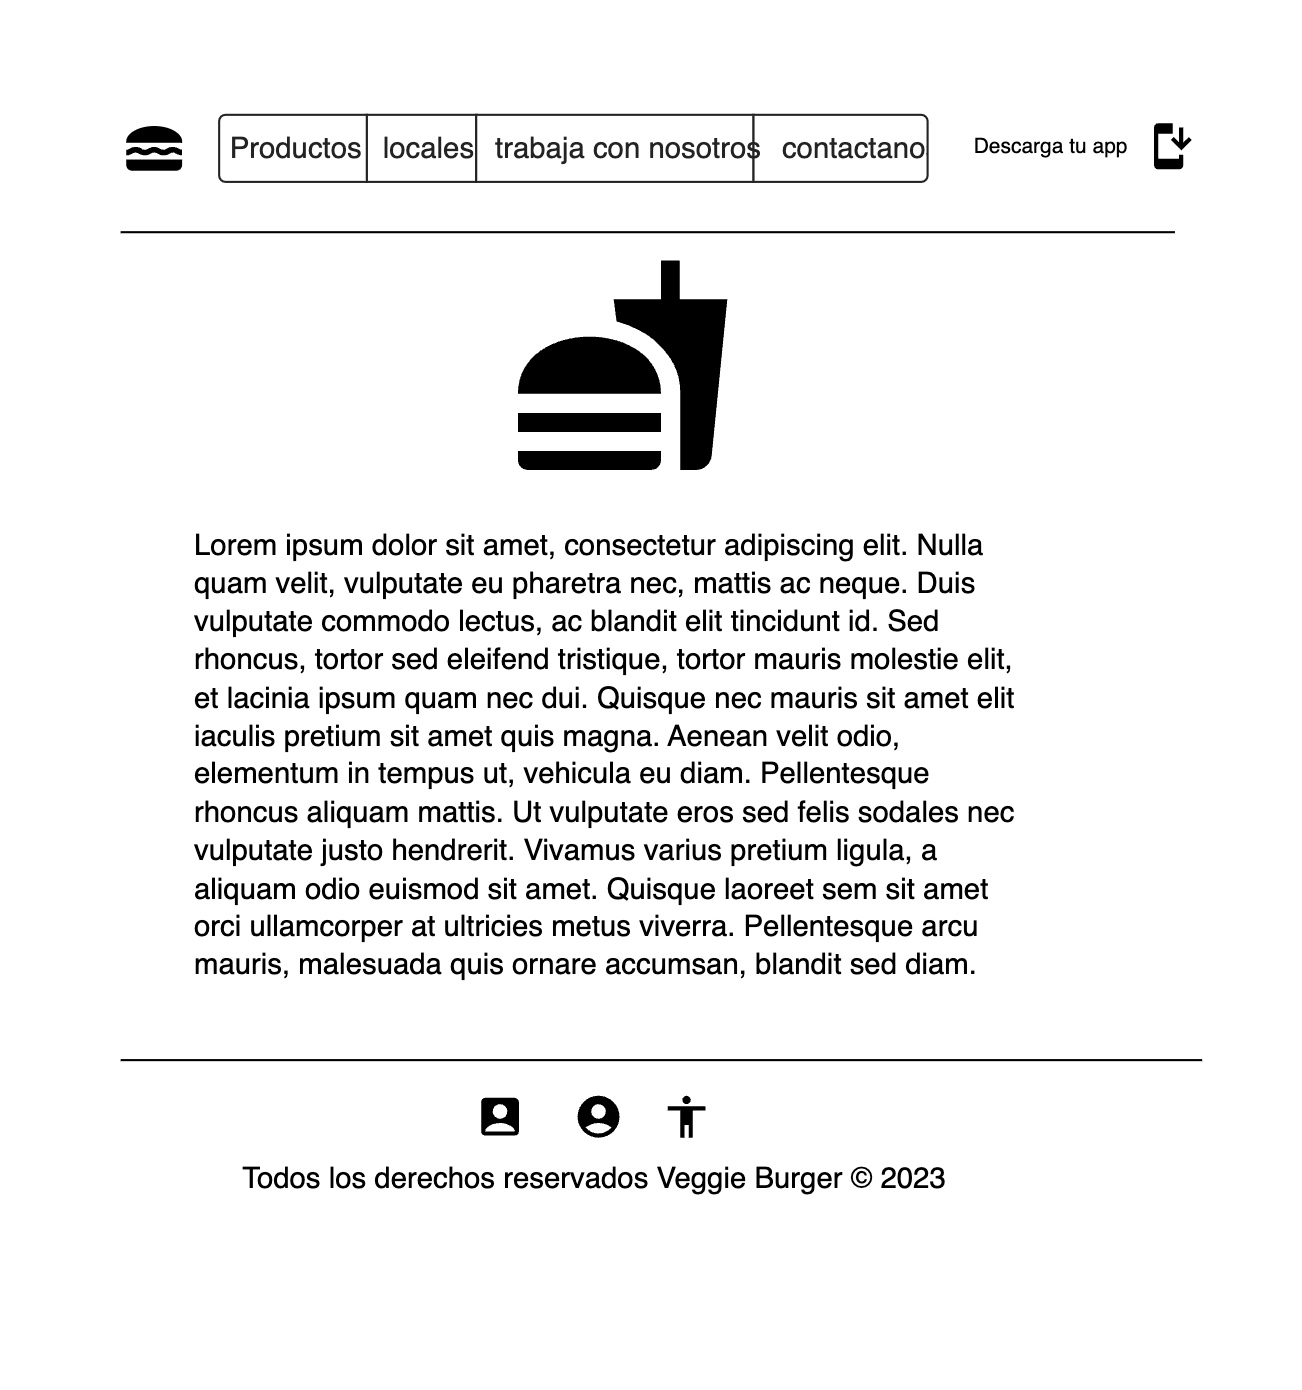 Productos locales trabaja con nosotros contactano Descarga tu app
Lorem ipsum dolor sit amet, consectetur adipiscing elit. Nulla
quam velit, vulputate eu pharetra nec, mattis ac neque. Duis
vulputate commodo lectus, ac blandit elit tincidunt id. Sed
rhoncus, tortor sed eleifend tristique, tortor mauris molestie elit,
et lacinia ipsum quam nec dui. Quisque nec mauris sit amet elit
iaculis pretium sit amet quis magna. Aenean velit odio,
elementum in tempus ut, vehicula eu diam. Pellentesque
rhoncus aliquam mattis. Ut vulputate eros sed felis sodales nec
vulputate justo hendrerit. Vivamus varius pretium ligula, a
aliquam odio euismod sit amet. Quisque laoreet sem sit amet
orci ullamcorper at ultricies metus viverra. Pellentesque arcu
mauris, malesuada quis ornare accumsan, blandit sed diam.
Todos los derechos reservados Veggie Burger © 2023